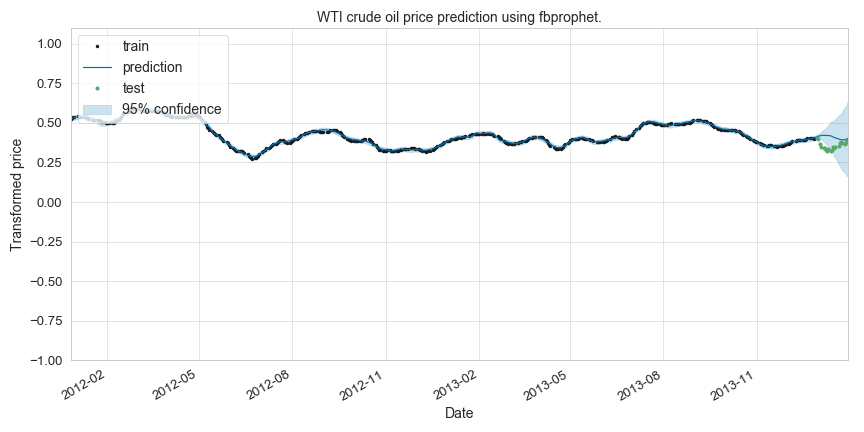 WTI crude oil price prediction using fbprophet.
train
prediction
test
95% confidence
1.00
0.75
0.50
0.25
0.00
−0.25
−0.50
−0.75
−1.00
Transformed price
2012-02
2012-05
2012-08
2012-11
2013-02
2013-05
2013-08
2013-11
Date